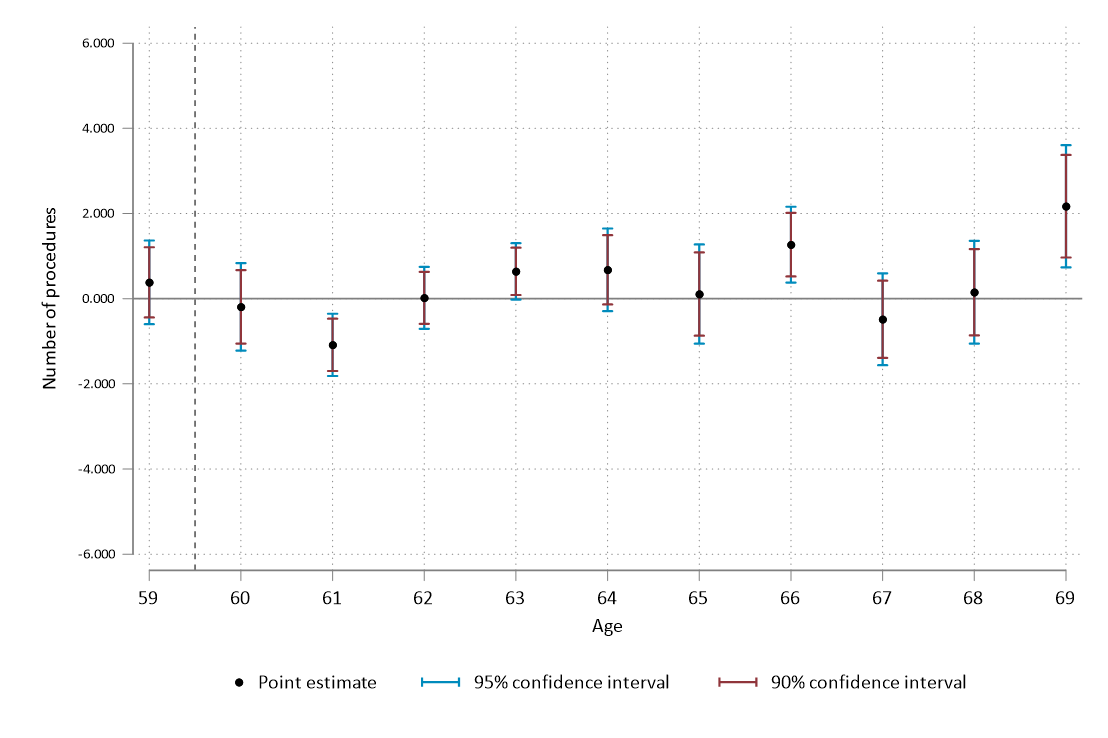 6.000
4.000
2.000
0.000
-2.000
-4.000
-6.000
Number of procedures
59 60 61 62 63 64 65 66 67 68 69
Age
Point estimate 95% confidence interval 90% confidence interval